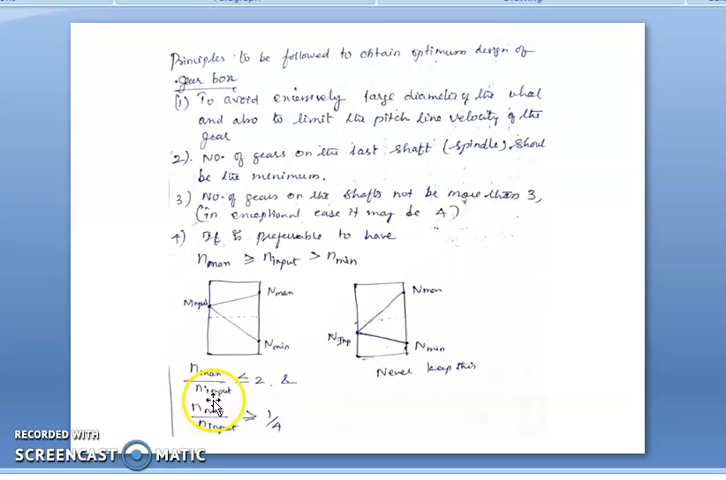 Principles to be followed to obtain optimum design of
gear box
(1) To avoid excessively large diameter of the wheel
and also to limit the pitch line velocity of the
gear
2). No. of gears on the last shaft (spindle), shoul
be the minimum.
3) No. of gears on the shafts not be more than 3,
(in exceptional case it may be 4)
4) It is preferable to have
nmax ≥ ninput > nmin
Ninput
Nmax
Nmin
NInp
Nmax
Nmin
Never keep this
nmax / ninput ≤ 2 &
nmin / ninput ≥ 1/4
RECORDED WITH
SCREENCAST MATIC